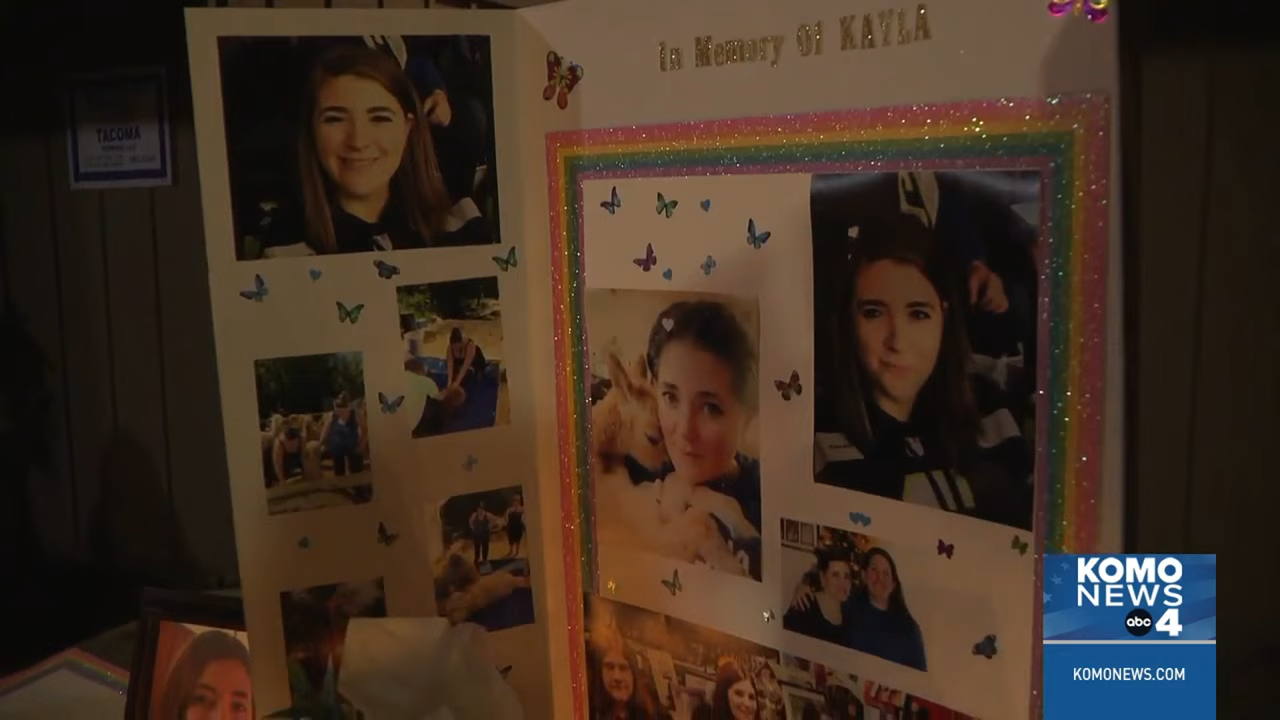 In Memory Of KAYLA
TACOMA
KOMO
NEWS
abc 4
KOMONEWS.COM